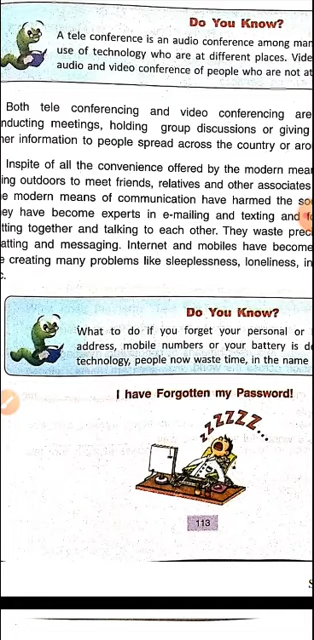 Do You Know?
A tele conference is an audio conference among man
use of technology who are at different places. Vide
audio and video conference of people who are not at
Both tele conferencing and video conferencing are
nducting meetings, holding group discussions or giving
her information to people spread across the country or aro
Inspite of all the convenience offered by the modern mea
ing outdoors to meet friends, relatives and other associates
e modern means of communication have harmed the so
ey have become experts in e-mailing and texting and
tting together and talking to each other. They waste prec
atting and messaging. Internet and mobiles have become
e creating many problems like sleeplessness, loneliness, in
c.
Do You Know?
What to do if you forget your personal or
address, mobile numbers or your battery is d
technology, people now waste time, in the name
I have Forgotten my Password!
zzZZZZ...
113